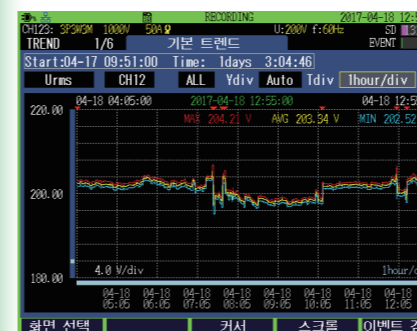 RECORDING 2017-04-18 12:5
CH123: 3P3W3M 1000V 50A U:200V f:60Hz SD
TREND 1/6 기본 트렌드 EVENT
Start:04-17 09:51:00 Time: 1days 3:04:46
Urms CH12 ALL Ydiv Auto Tdiv 1hour/div
04-18 04:05:00 2017-04-18 12:55:00 04-18 12:55
220.00
MAX 204.21 V AVG 203.34 V MIN 202.52
200.00
4.0 V/div 1hour/d
180.00
04-18 04-18 04-18 04-18 04-18 04-18 04-18 04-18
05:05 06:05 07:05 08:05 09:05 10:05 11:05 12:05
화면 선택 커서 스크롤 이벤트